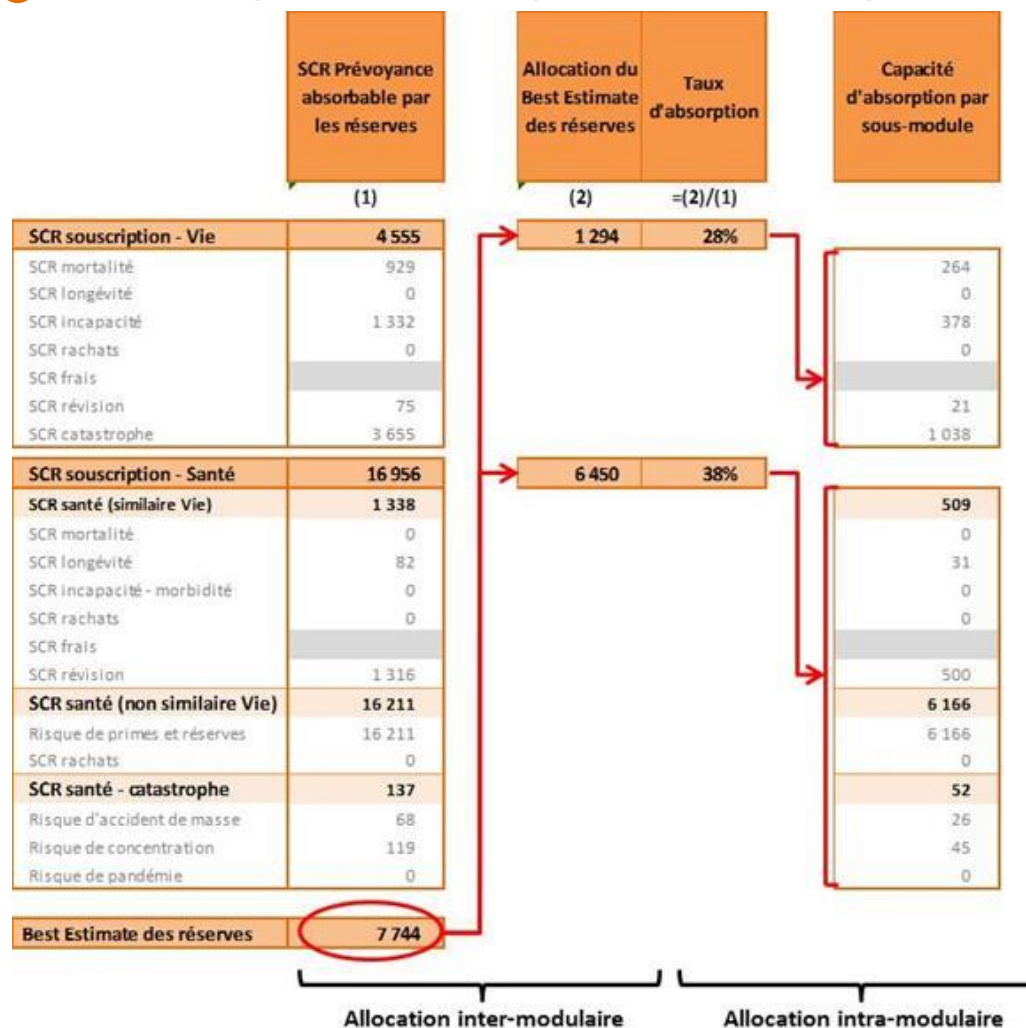 SCR Prévoyance absorbable par les réserves
Allocation du Best Estimate des réserves
Taux d'absorption
Capacité d'absorption par sous-module
(1) (2) =(2)/(1)
SCR souscription - Vie 4 555 1 294 28%
SCR mortalité 929 264
SCR longévité 0 0
SCR incapacité 1 332 378
SCR rachats 0 0
SCR frais
SCR révision 75 21
SCR catastrophe 3 655 1 038
SCR souscription - Santé 16 956 6 450 38%
SCR santé (similaire Vie) 1 338 509
SCR mortalité 0 0
SCR longévité 82 31
SCR incapacité - morbidité 0 0
SCR rachats 0 0
SCR frais
SCR révision 1 316 500
SCR santé (non similaire Vie) 16 211 6 166
Risque de primes et réserves 16 211 6 166
SCR rachats 0 0
SCR santé - catastrophe 137 52
Risque d'accident de masse 68 26
Risque de concentration 119 45
Risque de pandémie 0 0
Best Estimate des réserves 7 744
Allocation inter-modulaire Allocation intra-modulaire